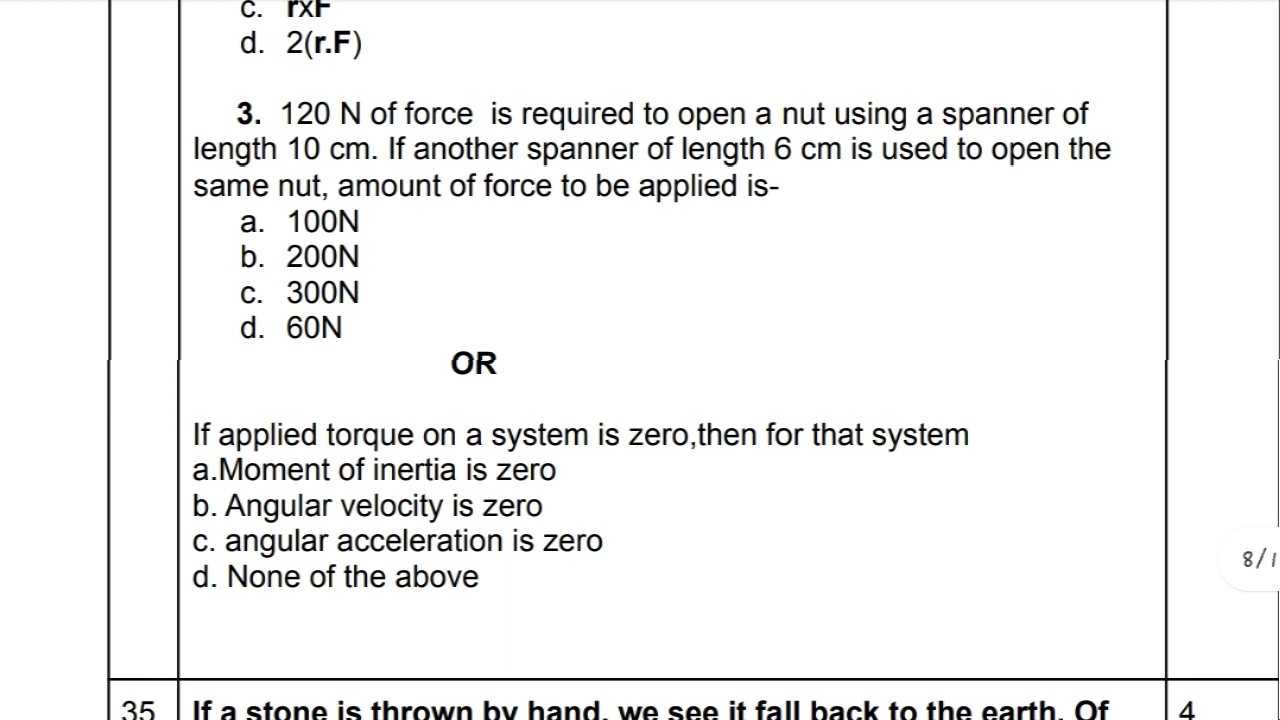 c. rxF
d. 2(r.F)
3. 120 N of force is required to open a nut using a spanner of
length 10 cm. If another spanner of length 6 cm is used to open the
same nut, amount of force to be applied is-
a. 100N
b. 200N
c. 300N
d. 60N
OR
If applied torque on a system is zero,then for that system
a.Moment of inertia is zero
b. Angular velocity is zero
c. angular acceleration is zero
d. None of the above
8/1
35 If a stone is thrown by hand, we see it fall back to the earth. Of 4